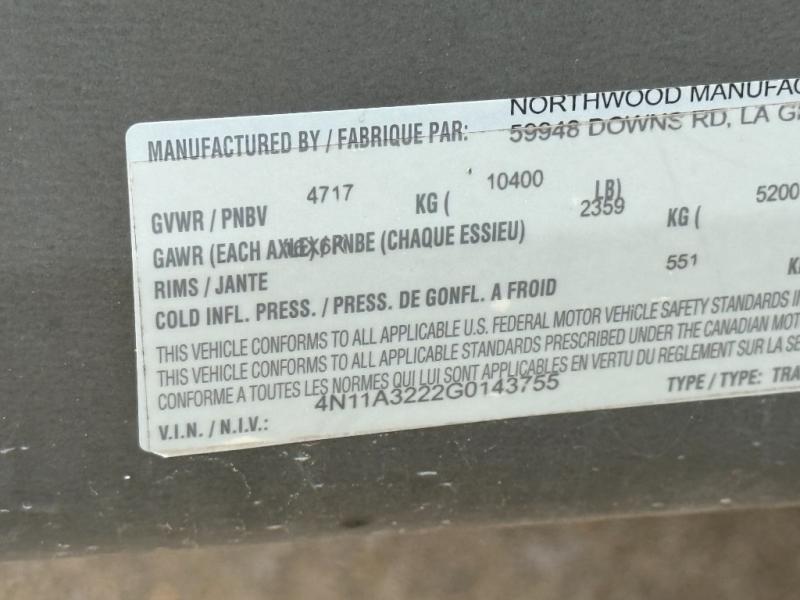 NORTHWOOD MANUFAC
MANUFACTURED BY / FABRIQUE PAR: 59948 DOWNS RD, LA G
GVWR / PNBV 4717 KG ( 10400 LB)
GAWR (EACH AXLE) / PNBE (CHAQUE ESSIEU) 2359 KG ( 5200
RIMS / JANTE 16X6
COLD INFL. PRESS. / PRESS. DE GONFL. A FROID 551 K
THIS VEHICLE CONFORMS TO ALL APPLICABLE U.S. FEDERAL MOTOR VEHICLE SAFETY STANDARDS
THIS VEHICLE CONFORMS TO ALL APPLICABLE STANDARDS PRESCRIBED UNDER THE CANADIAN MOT
CONFORME A TOUTES LES NORMES QUI LUI SONT APPLICABLES EN VERTU DU REGLEMENT SUR LA SE
V.I.N. / N.I.V.: 4N11A3222G0143755 TYPE / TYPE: TRA